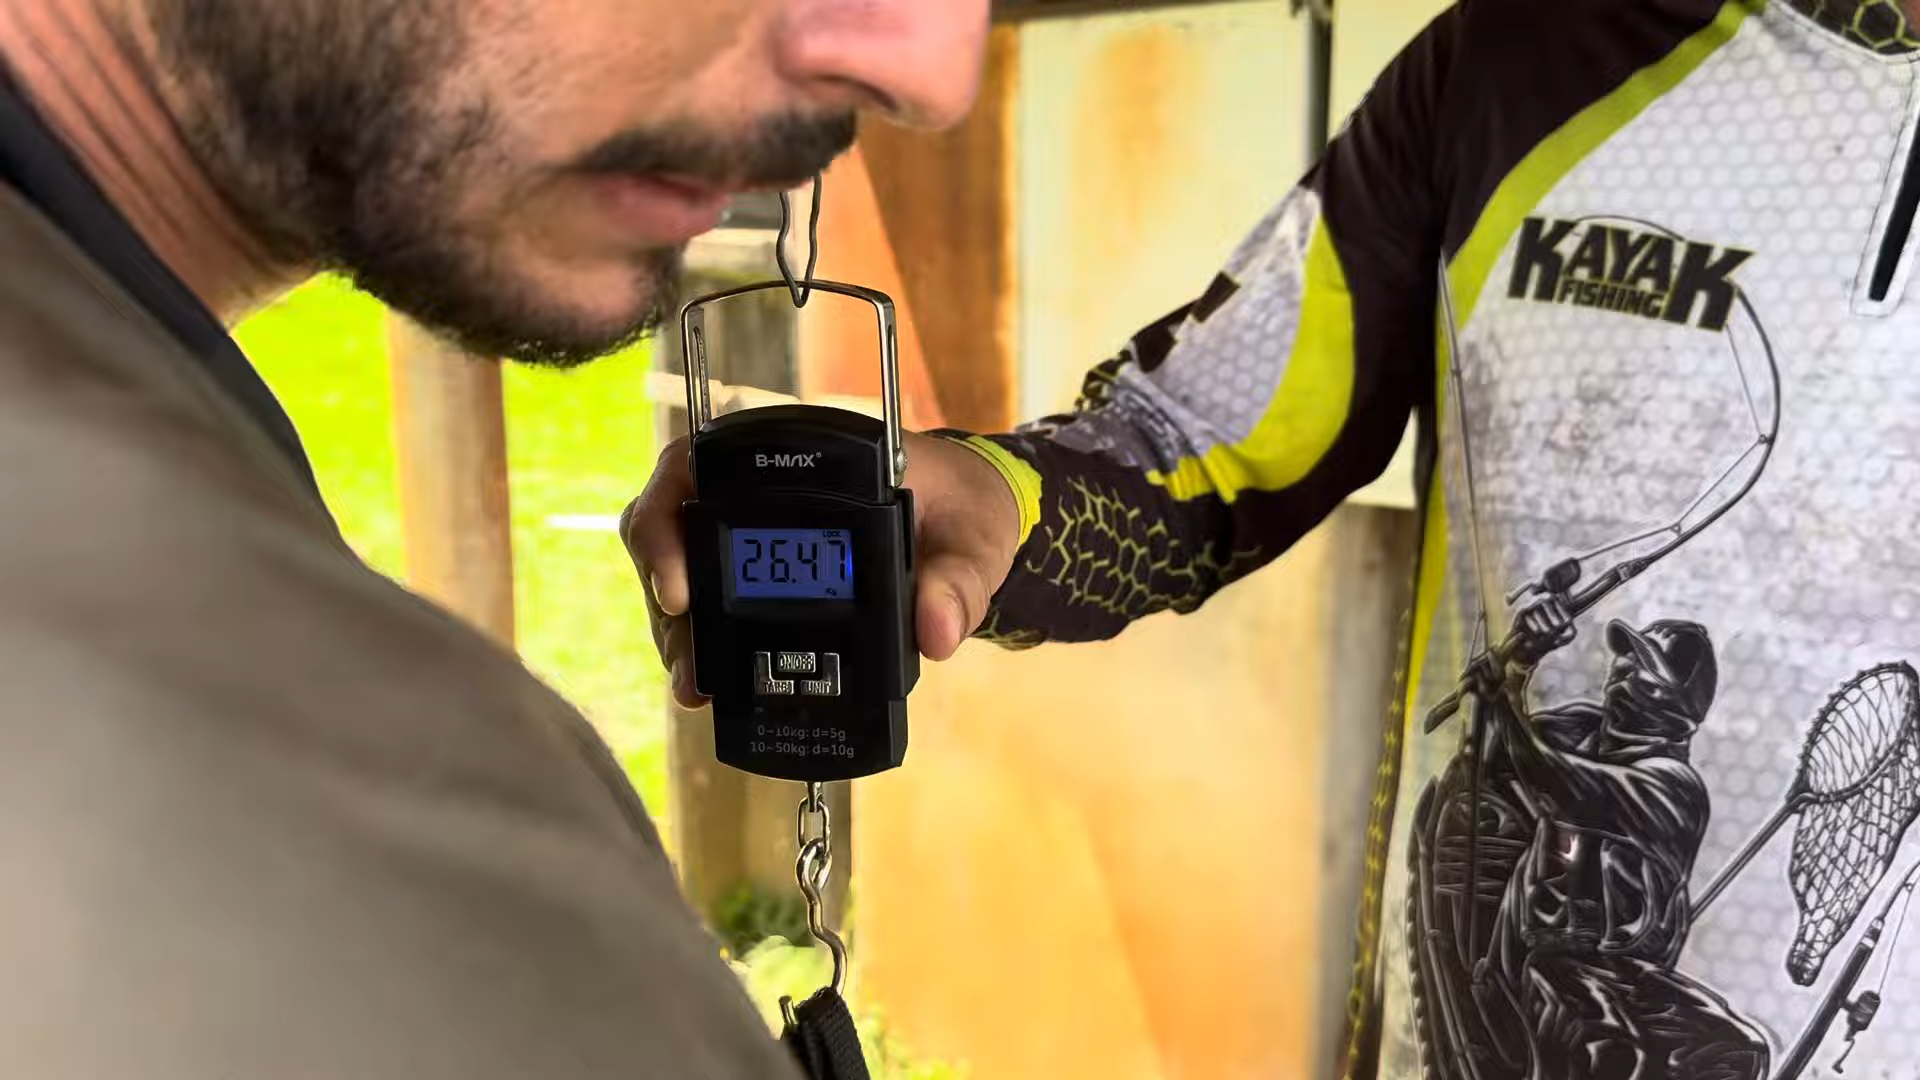 B-MAX®
LOCK
26.47
Kg
ON/OFF
TARE
UNIT
0~10kg: d=5g
10~50kg: d=10g
KAYAK
FISHING